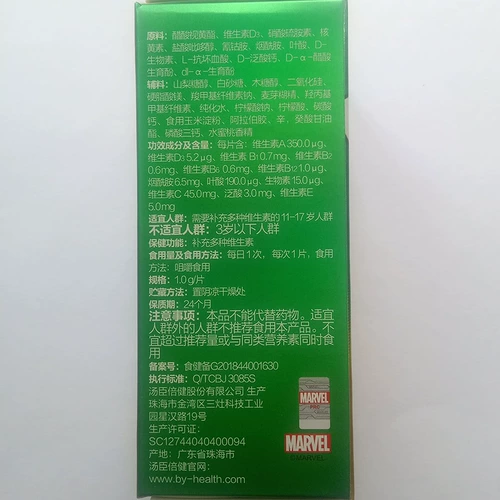 原料：醋酸视黄酯、维生素D₃、硝酸硫胺素、核
黄素、盐酸吡哆醇、氰钴胺、烟酰胺、叶酸、D-
生物素、L-抗坏血酸、D-泛酸钙、D-α-醋酸
生育酚、dl-α-生育酚
辅料：山梨糖醇、白砂糖、木糖醇、二氧化硅、
硬脂酸镁、羧甲基纤维素钠、麦芽糊精、羟丙基
甲基纤维素、纯化水、柠檬酸钠、柠檬酸、碳酸
钙、食用玉米淀粉、阿拉伯胶、辛，癸酸甘油
酯、磷酸三钙、水蜜桃香精
功效成分及含量：每片含：维生素A 350.0μg、
维生素D₃ 5.2μg、维生素 B₁ 0.7mg、维生素B₂
0.6mg、维生素B₆ 0.6mg、维生素B₁₂ 1.0μg、
烟酰胺 6.5mg、叶酸 190.0μg、生物素 15.0μg、
维生素C 45.0mg、泛酸 3.0mg、维生素E
5.0mg
适宜人群：需要补充多种维生素的11-17岁人群
不适宜人群：3岁以下人群
保健功能：补充多种维生素
食用量及食用方法：每日1次，每次1片，食用
方法：咀嚼食用
规格：1.0g/片
贮藏方法：置阴凉干燥处
保质期：24个月
注意事项：本品不能代替药物。适宜
人群外的人群不推荐食用本产品。不
宜超过推荐量或与同类营养素同时食
用
备案号：食健备G201844001630
执行标准：Q/TCBJ 3085S
汤臣倍健股份有限公司 生产
珠海市金湾区三灶科技工业
园星汉路19号
生产许可证：
SC12744040400094
产地：广东省珠海市
汤臣倍健官网：
www.by-health.com
MARVEL
MARVEL
© MARVEL